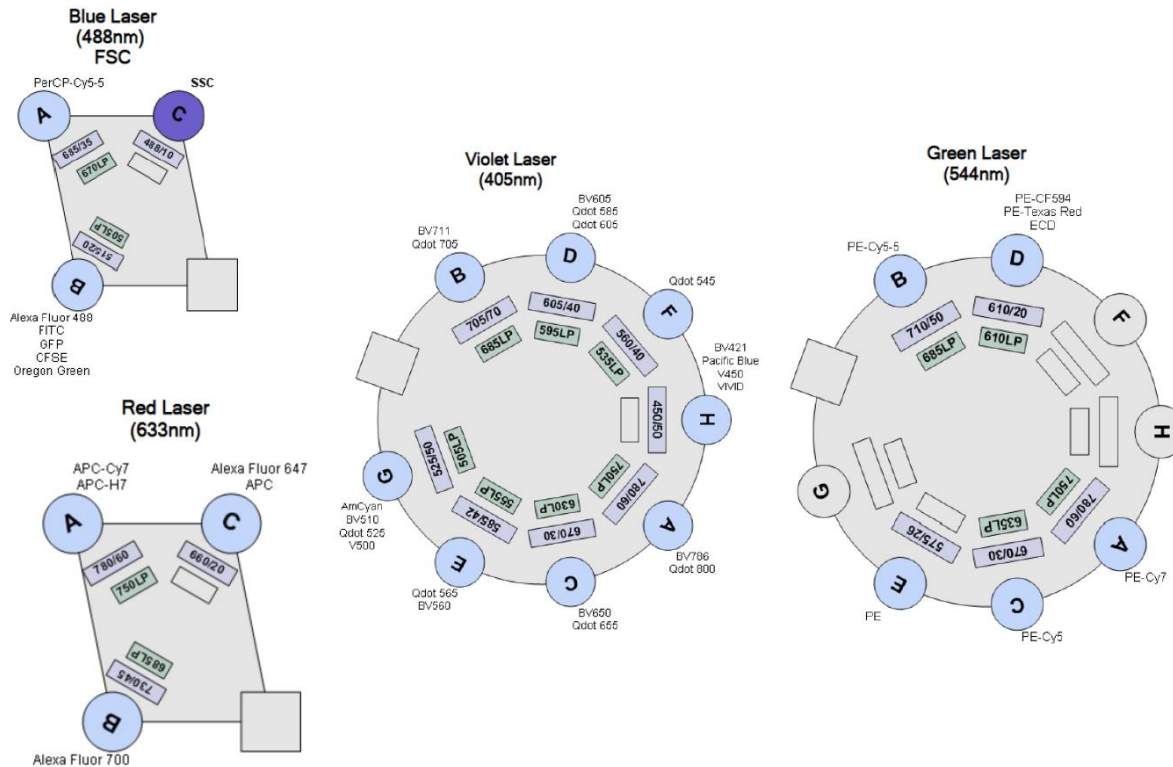 Blue Laser
(488nm)
FSC
PerCP-Cy5-5
SSC
A
C
685/35
670LP
488/10
505LP
515/20
B
Alexa Fluor 488
FITC
GFP
CFSE
Oregon Green
Red Laser
(633nm)
APC-Cy7
APC-H7
Alexa Fluor 647
APC
A
C
780/60
750LP
660/20
685LP
730/45
B
Alexa Fluor 700
Violet Laser
(405nm)
BV605
Qdot 585
Qdot 605
BV711
Qdot 705
Qdot 545
BV421
Pacific Blue
V450
VIVID
B
D
F
H
705/70
685LP
605/40
595LP
560/40
535LP
450/50
525/50
505LP
585/42
555LP
670/30
630LP
780/60
750LP
G
E
C
A
AmCyan
BV510
Qdot 525
V500
Qdot 565
BV560
BV650
Qdot 655
BV786
Qdot 800
Green Laser
(544nm)
PE-CF594
PE-Texas Red
ECD
PE-Cy5-5
B
D
F
H
710/50
685LP
610/20
610LP
575/26
670/30
635LP
780/60
750LP
G
E
C
A
PE
PE-Cy5
PE-Cy7